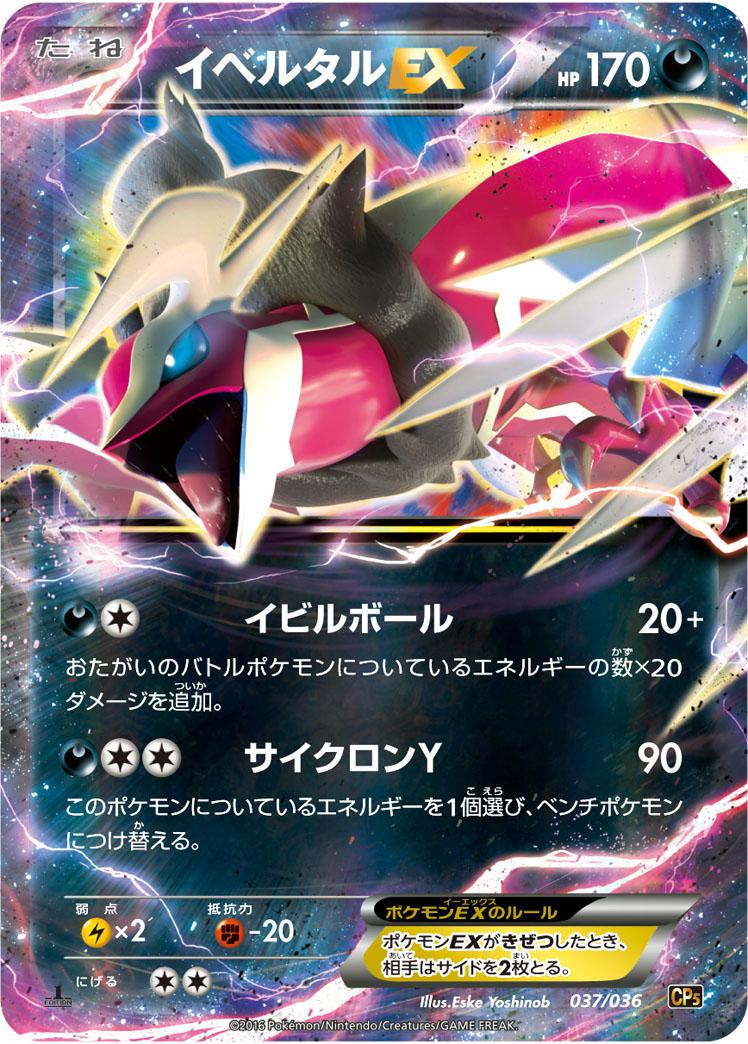 たね イベルタルEX HP170
イビルボール 20+
おたがいのバトルポケモンについているエネルギーの数×20
ダメージを追加。
サイクロンY 90
このポケモンについているエネルギーを1個選び、ベンチポケモン
につけ替える。
弱点 抵抗力
×2 -20
にげる
ポケモンEXのルール
ポケモンEXがきぜつしたとき、
相手はサイドを2枚とる。
1 EDITION
Illus.Eske Yoshinob 037/036 CP5
©2016 Pokémon/Nintendo/Creatures/GAME FREAK.